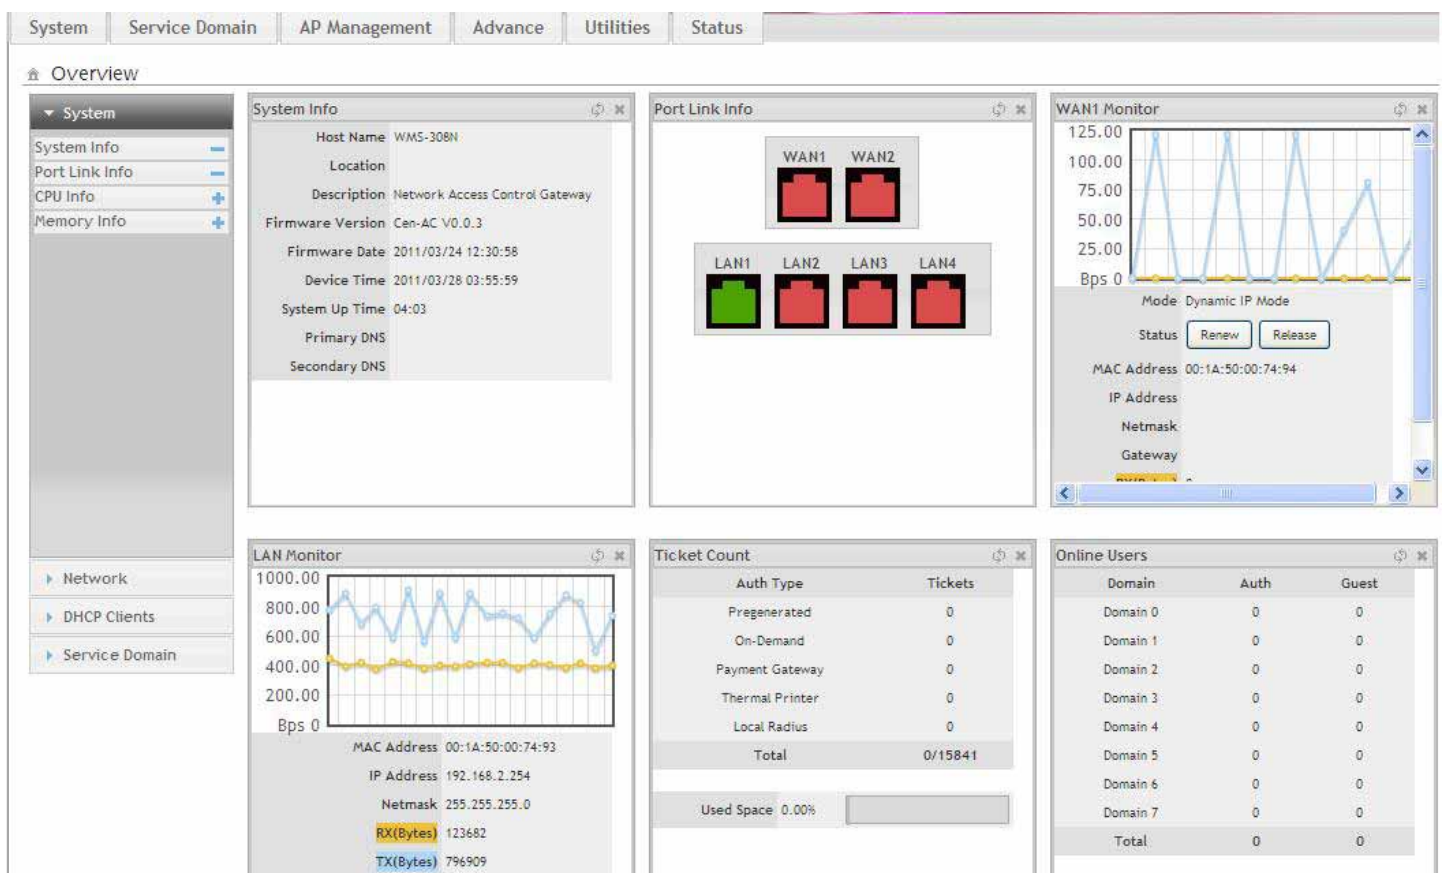 System Service Domain AP Management Advance Utilities Status
Overview
System
System Info
Port Link Info
CPU Info
Memory Info
Network
DHCP Clients
Service Domain
System Info
Host Name WMS-308N
Location
Description Network Access Control Gateway
Firmware Version Cen-AC V0.0.3
Firmware Date 2011/03/24 12:30:58
Device Time 2011/03/28 03:55:59
System Up Time 04:03
Primary DNS
Secondary DNS
Port Link Info
WAN1 WAN2
LAN1 LAN2 LAN3 LAN4
WAN1 Monitor
125.00
100.00
75.00
50.00
25.00
Bps 0
Mode Dynamic IP Mode
Status Renew Release
MAC Address 00:1A:50:00:74:94
IP Address
Netmask
Gateway
LAN Monitor
1000.00
800.00
600.00
400.00
200.00
Bps 0
MAC Address 00:1A:50:00:74:93
IP Address 192.168.2.254
Netmask 255.255.255.0
RX(Bytes) 123682
TX(Bytes) 796909
Ticket Count
Auth Type Tickets
Pregenerated 0
On-Demand 0
Payment Gateway 0
Thermal Printer 0
Local Radius 0
Total 0/15841
Used Space 0.00%
Online Users
Domain Auth Guest
Domain 0 0 0
Domain 1 0 0
Domain 2 0 0
Domain 3 0 0
Domain 4 0 0
Domain 5 0 0
Domain 6 0 0
Domain 7 0 0
Total 0 0